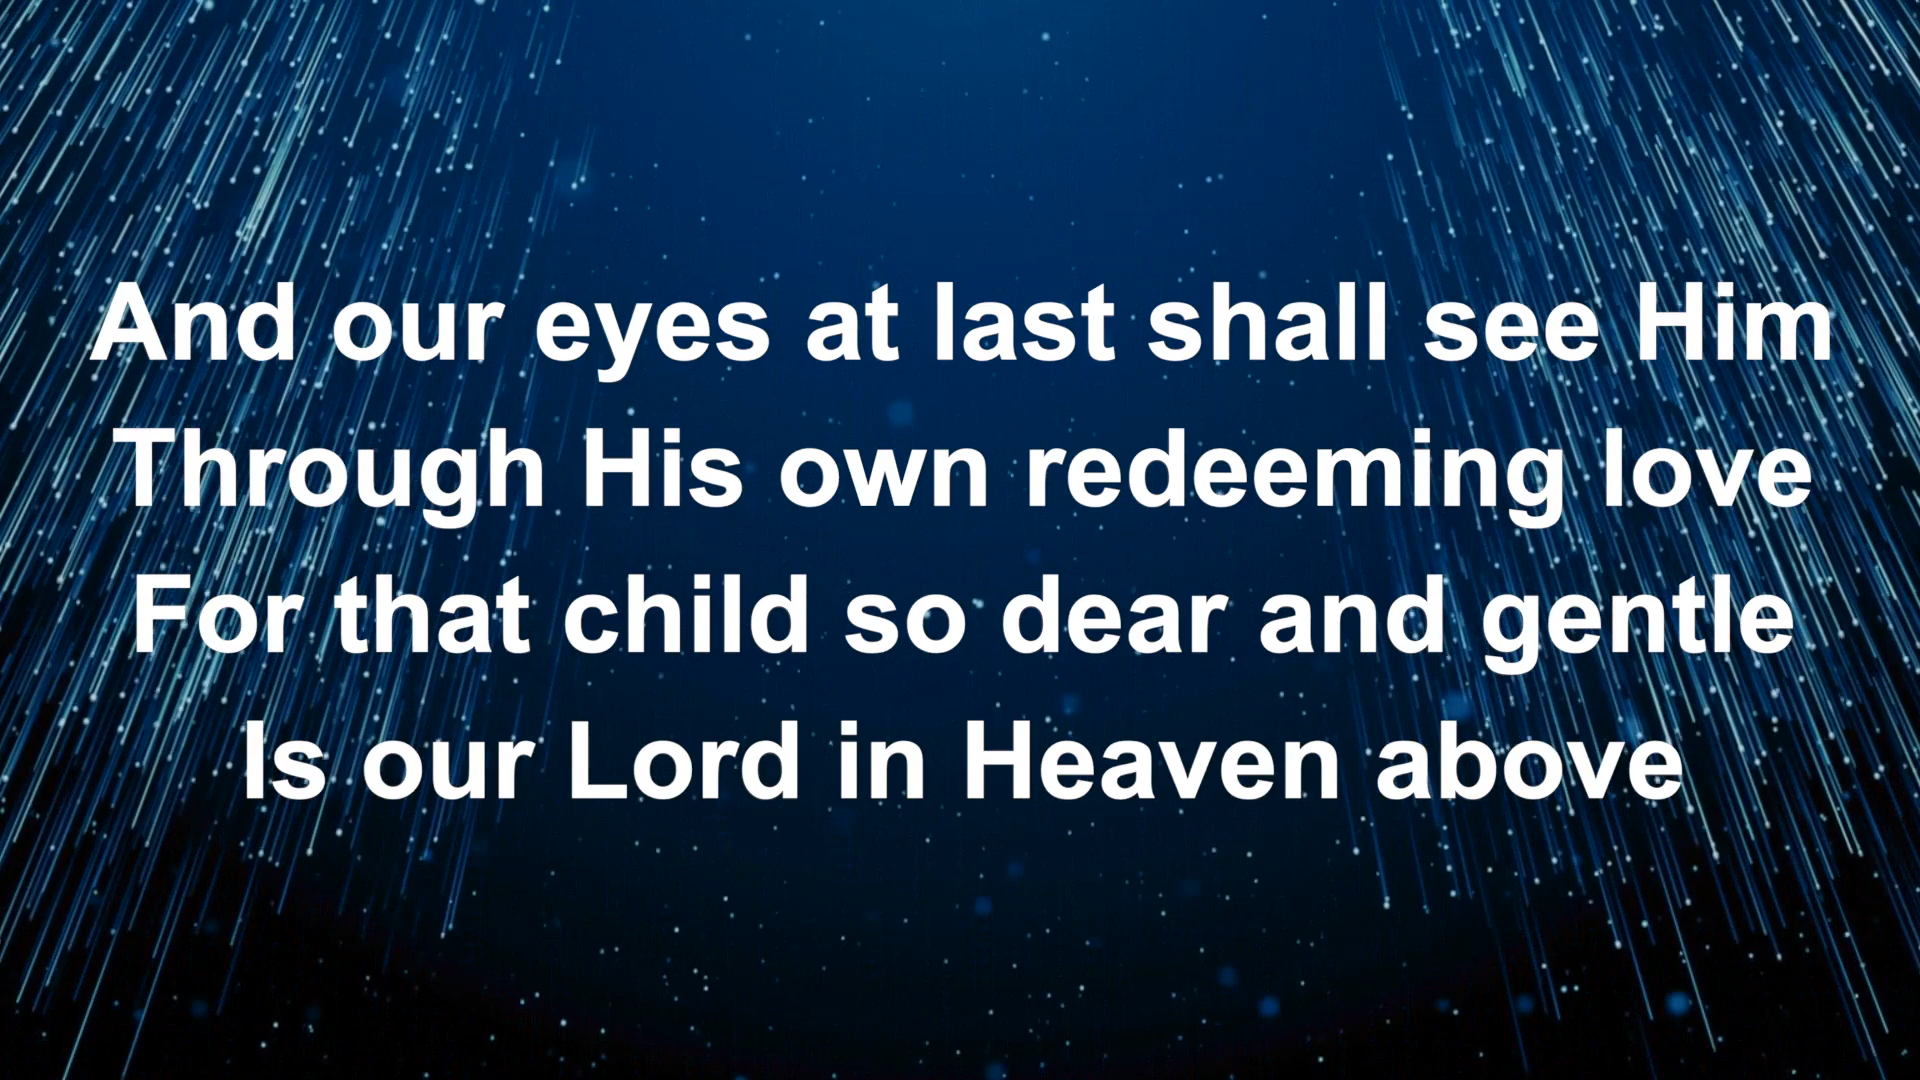 And our eyes at last shall see Him
Through His own redeeming love
For that child so dear and gentle
Is our Lord in Heaven above